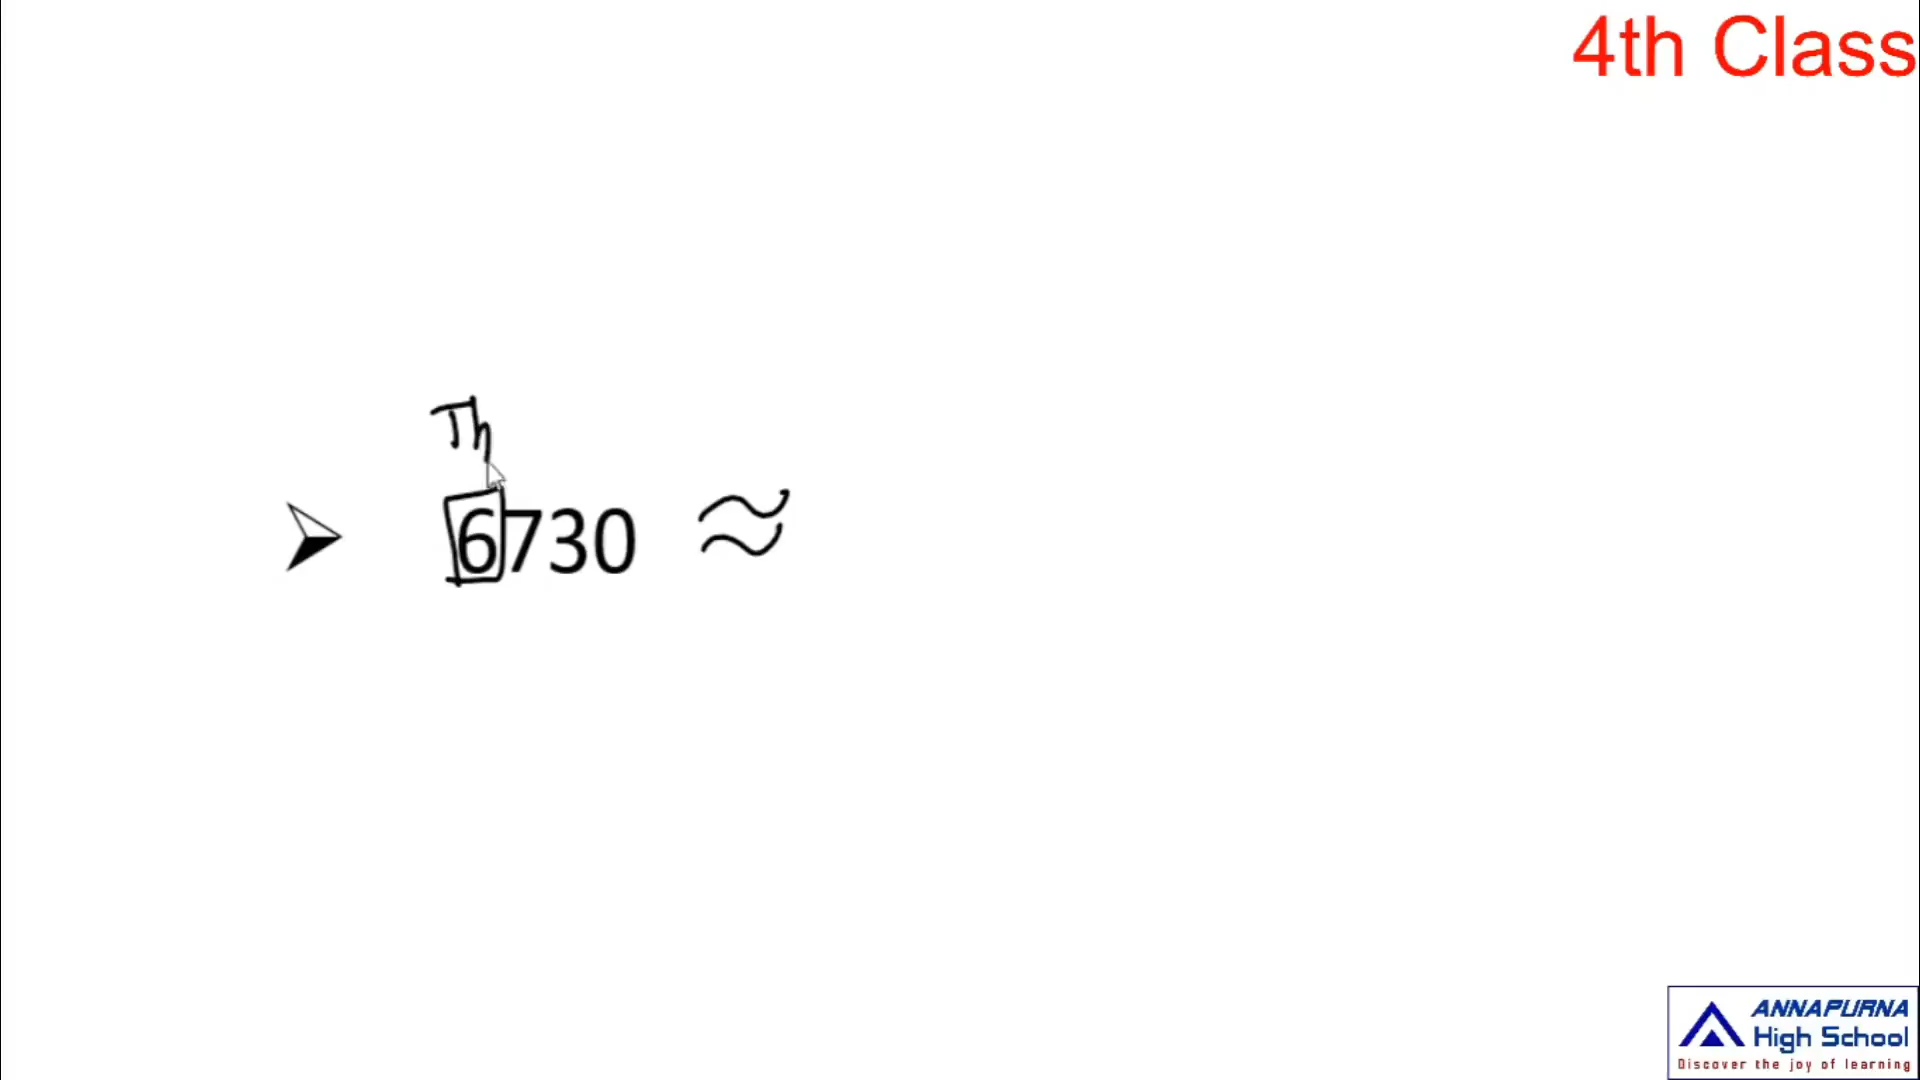 4th Class
Th
➢ 6730 ≈
ANNAPURNA
High School
Discover the joy of learning